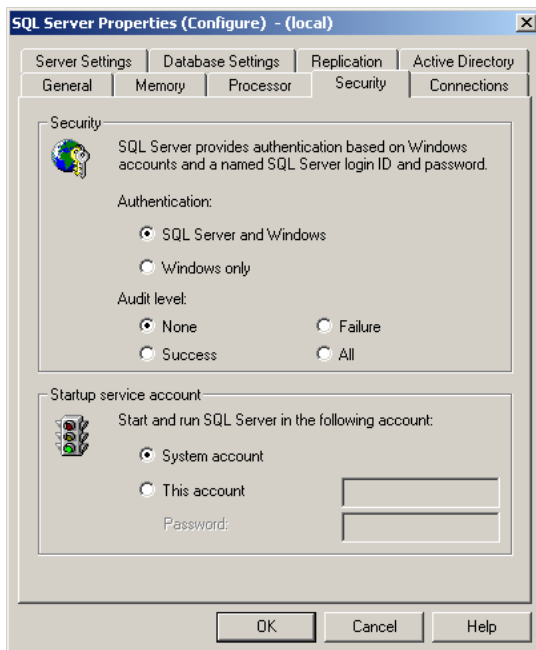 SQL Server Properties (Configure) - (local)
Server Settings
Database Settings
Replication
Active Directory
General
Memory
Processor
Security
Connections
Security
SQL Server provides authentication based on Windows
accounts and a named SQL Server login ID and password.
Authentication:
SQL Server and Windows
Windows only
Audit level:
None
Failure
Success
All
Startup service account
Start and run SQL Server in the following account:
System account
This account
Password:
OK
Cancel
Help